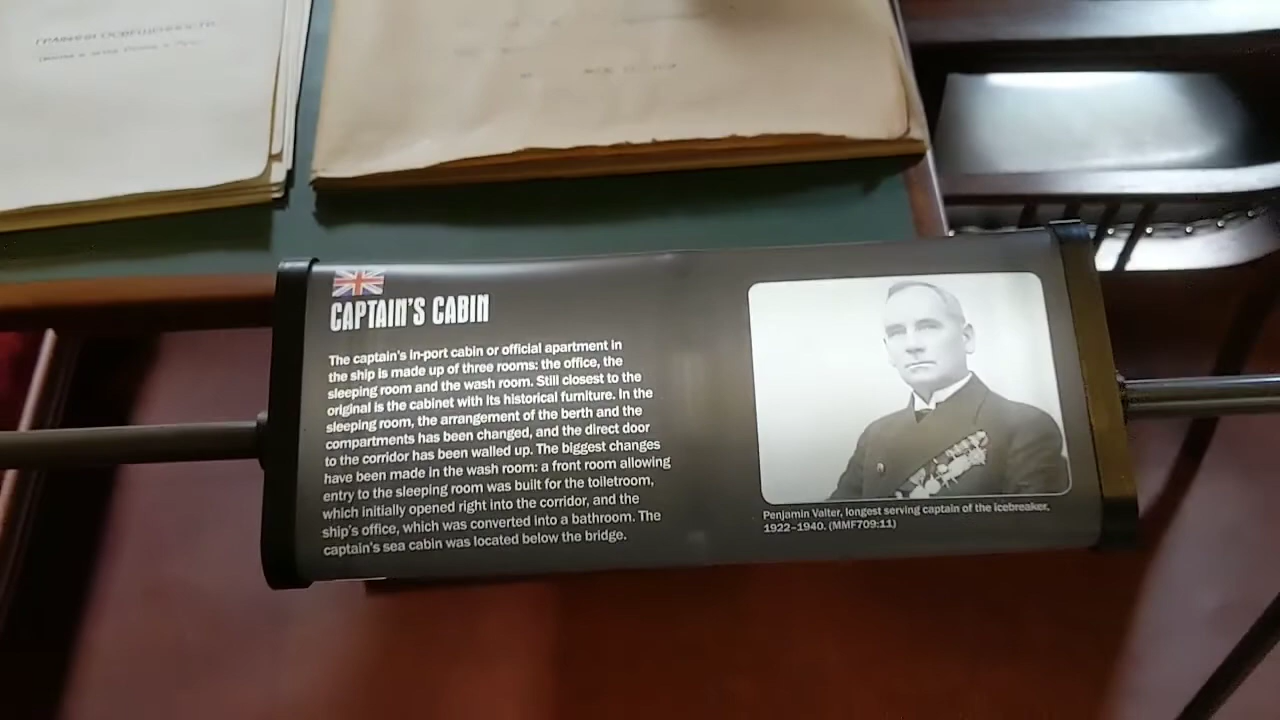 CAPTAIN'S CABIN
The captain's in-port cabin or official apartment in
the ship is made up of three rooms: the office, the
sleeping room and the wash room. Still closest to the
original is the cabinet with its historical furniture. In the
sleeping room, the arrangement of the berth and the
compartments has been changed, and the direct door
to the corridor has been walled up. The biggest changes
have been made in the wash room: a front room allowing
entry to the sleeping room was built for the toiletroom,
which initially opened right into the corridor, and the
ship's office, which was converted into a bathroom. The
captain's sea cabin was located below the bridge.
Penjamin Valter, longest serving captain of the icebreaker,
1922–1940. (MMF709:11)